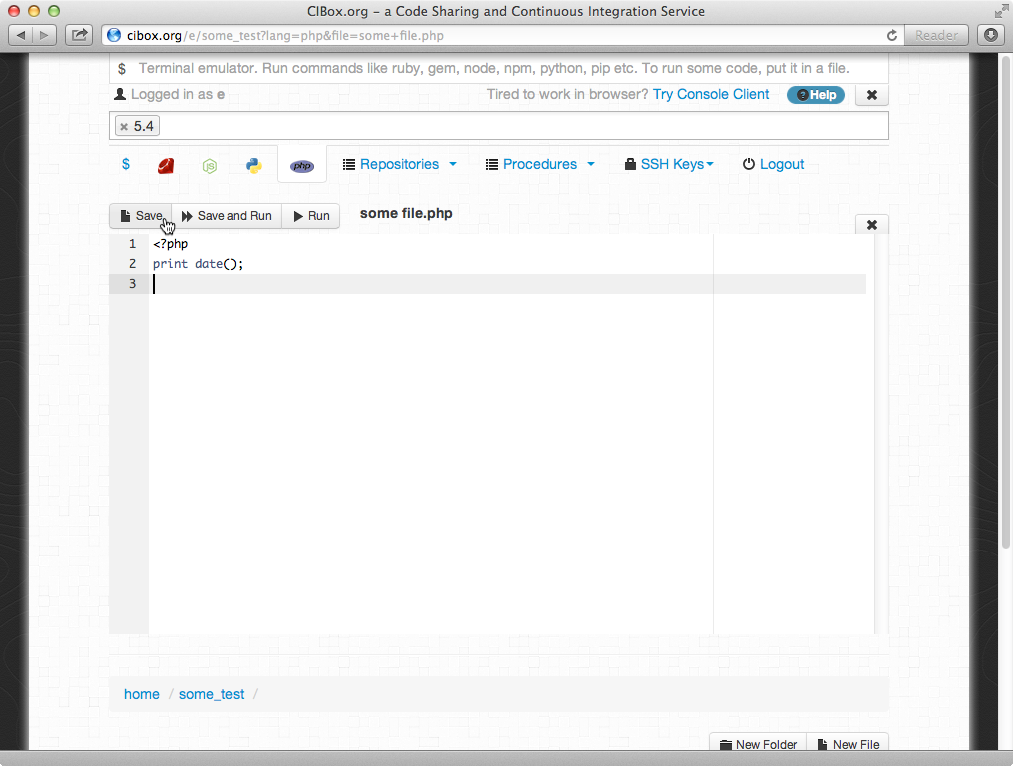 CIBox.org – a Code Sharing and Continuous Integration Service
cibox.org/e/some_test?lang=php&file=some+file.php
Reader
$ Terminal emulator. Run commands like ruby, gem, node, npm, python, pip etc. To run some code, put it in a file.
Logged in as e
Tired to work in browser? Try Console Client
? Help
5.4
$
JS
php
Repositories
Procedures
SSH Keys
Logout
Save
Save and Run
Run
some file.php
1 <?php
2 print date();
3
home / some_test /
New Folder
New File